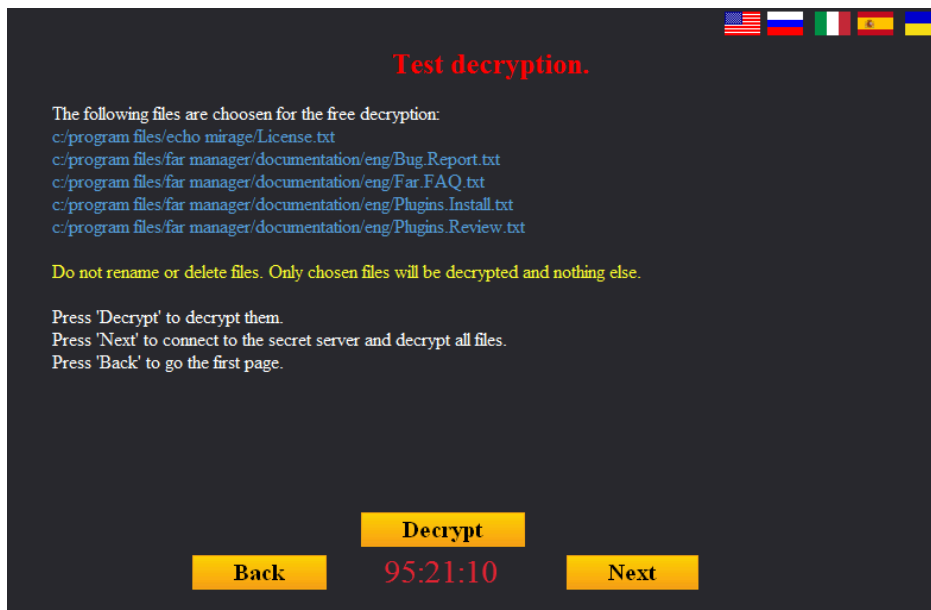 Test decryption.
The following files are choosen for the free decryption:
c:/program files/echo mirage/License.txt
c:/program files/far manager/documentation/eng/Bug.Report.txt
c:/program files/far manager/documentation/eng/Far.FAQ.txt
c:/program files/far manager/documentation/eng/Plugins.Install.txt
c:/program files/far manager/documentation/eng/Plugins.Review.txt
Do not rename or delete files. Only chosen files will be decrypted and nothing else.
Press 'Decrypt' to decrypt them.
Press 'Next' to connect to the secret server and decrypt all files.
Press 'Back' to go the first page.
Decrypt
Back 95:21:10 Next